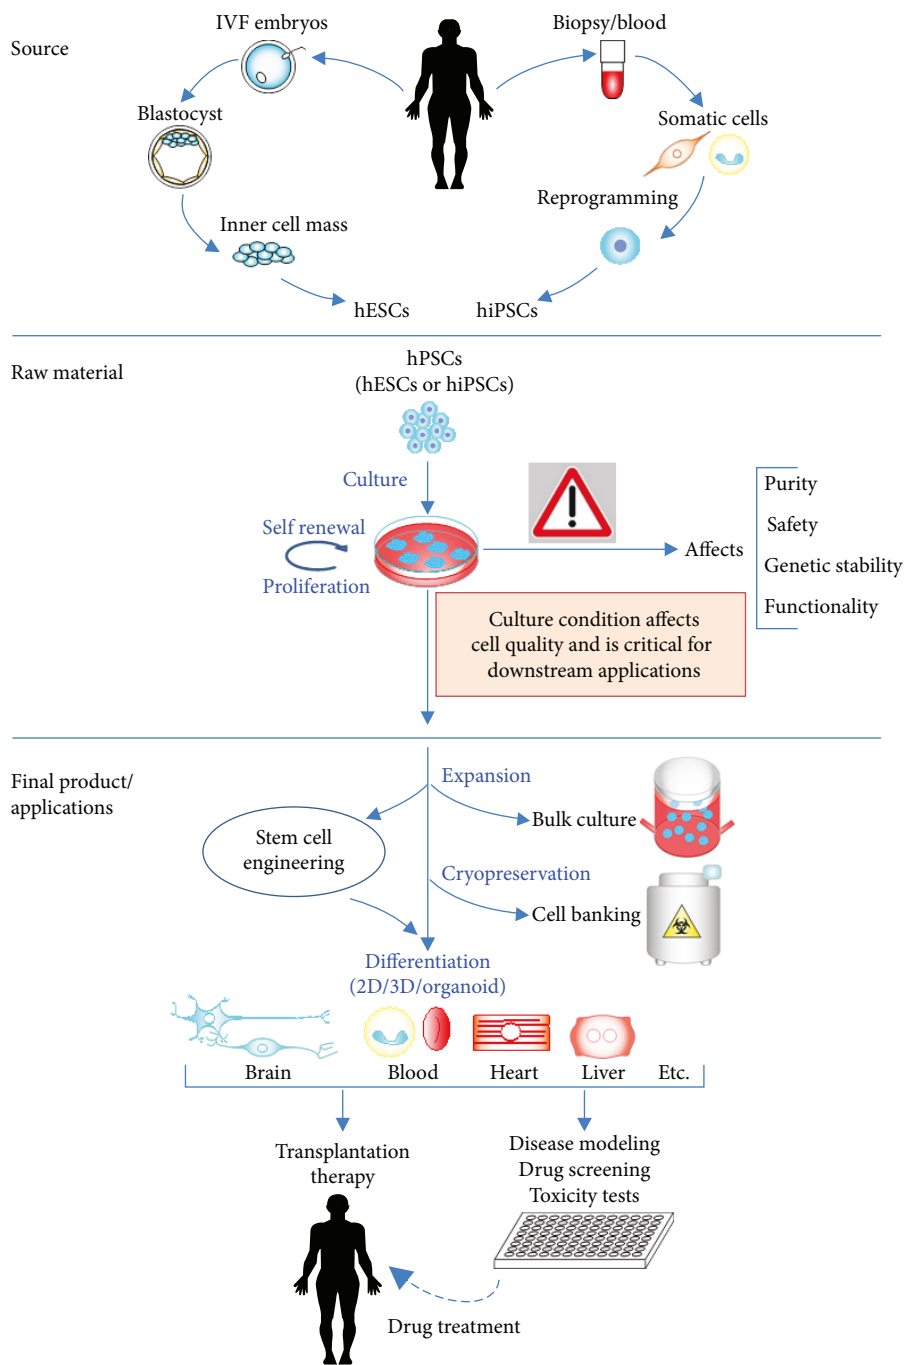 Source
IVF embryos
Biopsy/blood
Blastocyst
Somatic cells
Inner cell mass
Reprogramming
hESCs
hiPSCs
Raw material
hPSCs
(hESCs or hiPSCs)
Culture
Self renewal
Proliferation
Affects
Purity
Safety
Genetic stability
Functionality
Culture condition affects
cell quality and is critical for
downstream applications
Final product/
applications
Expansion
Bulk culture
Stem cell
engineering
Cryopreservation
Cell banking
Differentiation
(2D/3D/organoid)
Brain
Blood
Heart
Liver
Etc.
Transplantation
therapy
Disease modeling
Drug screening
Toxicity tests
Drug treatment